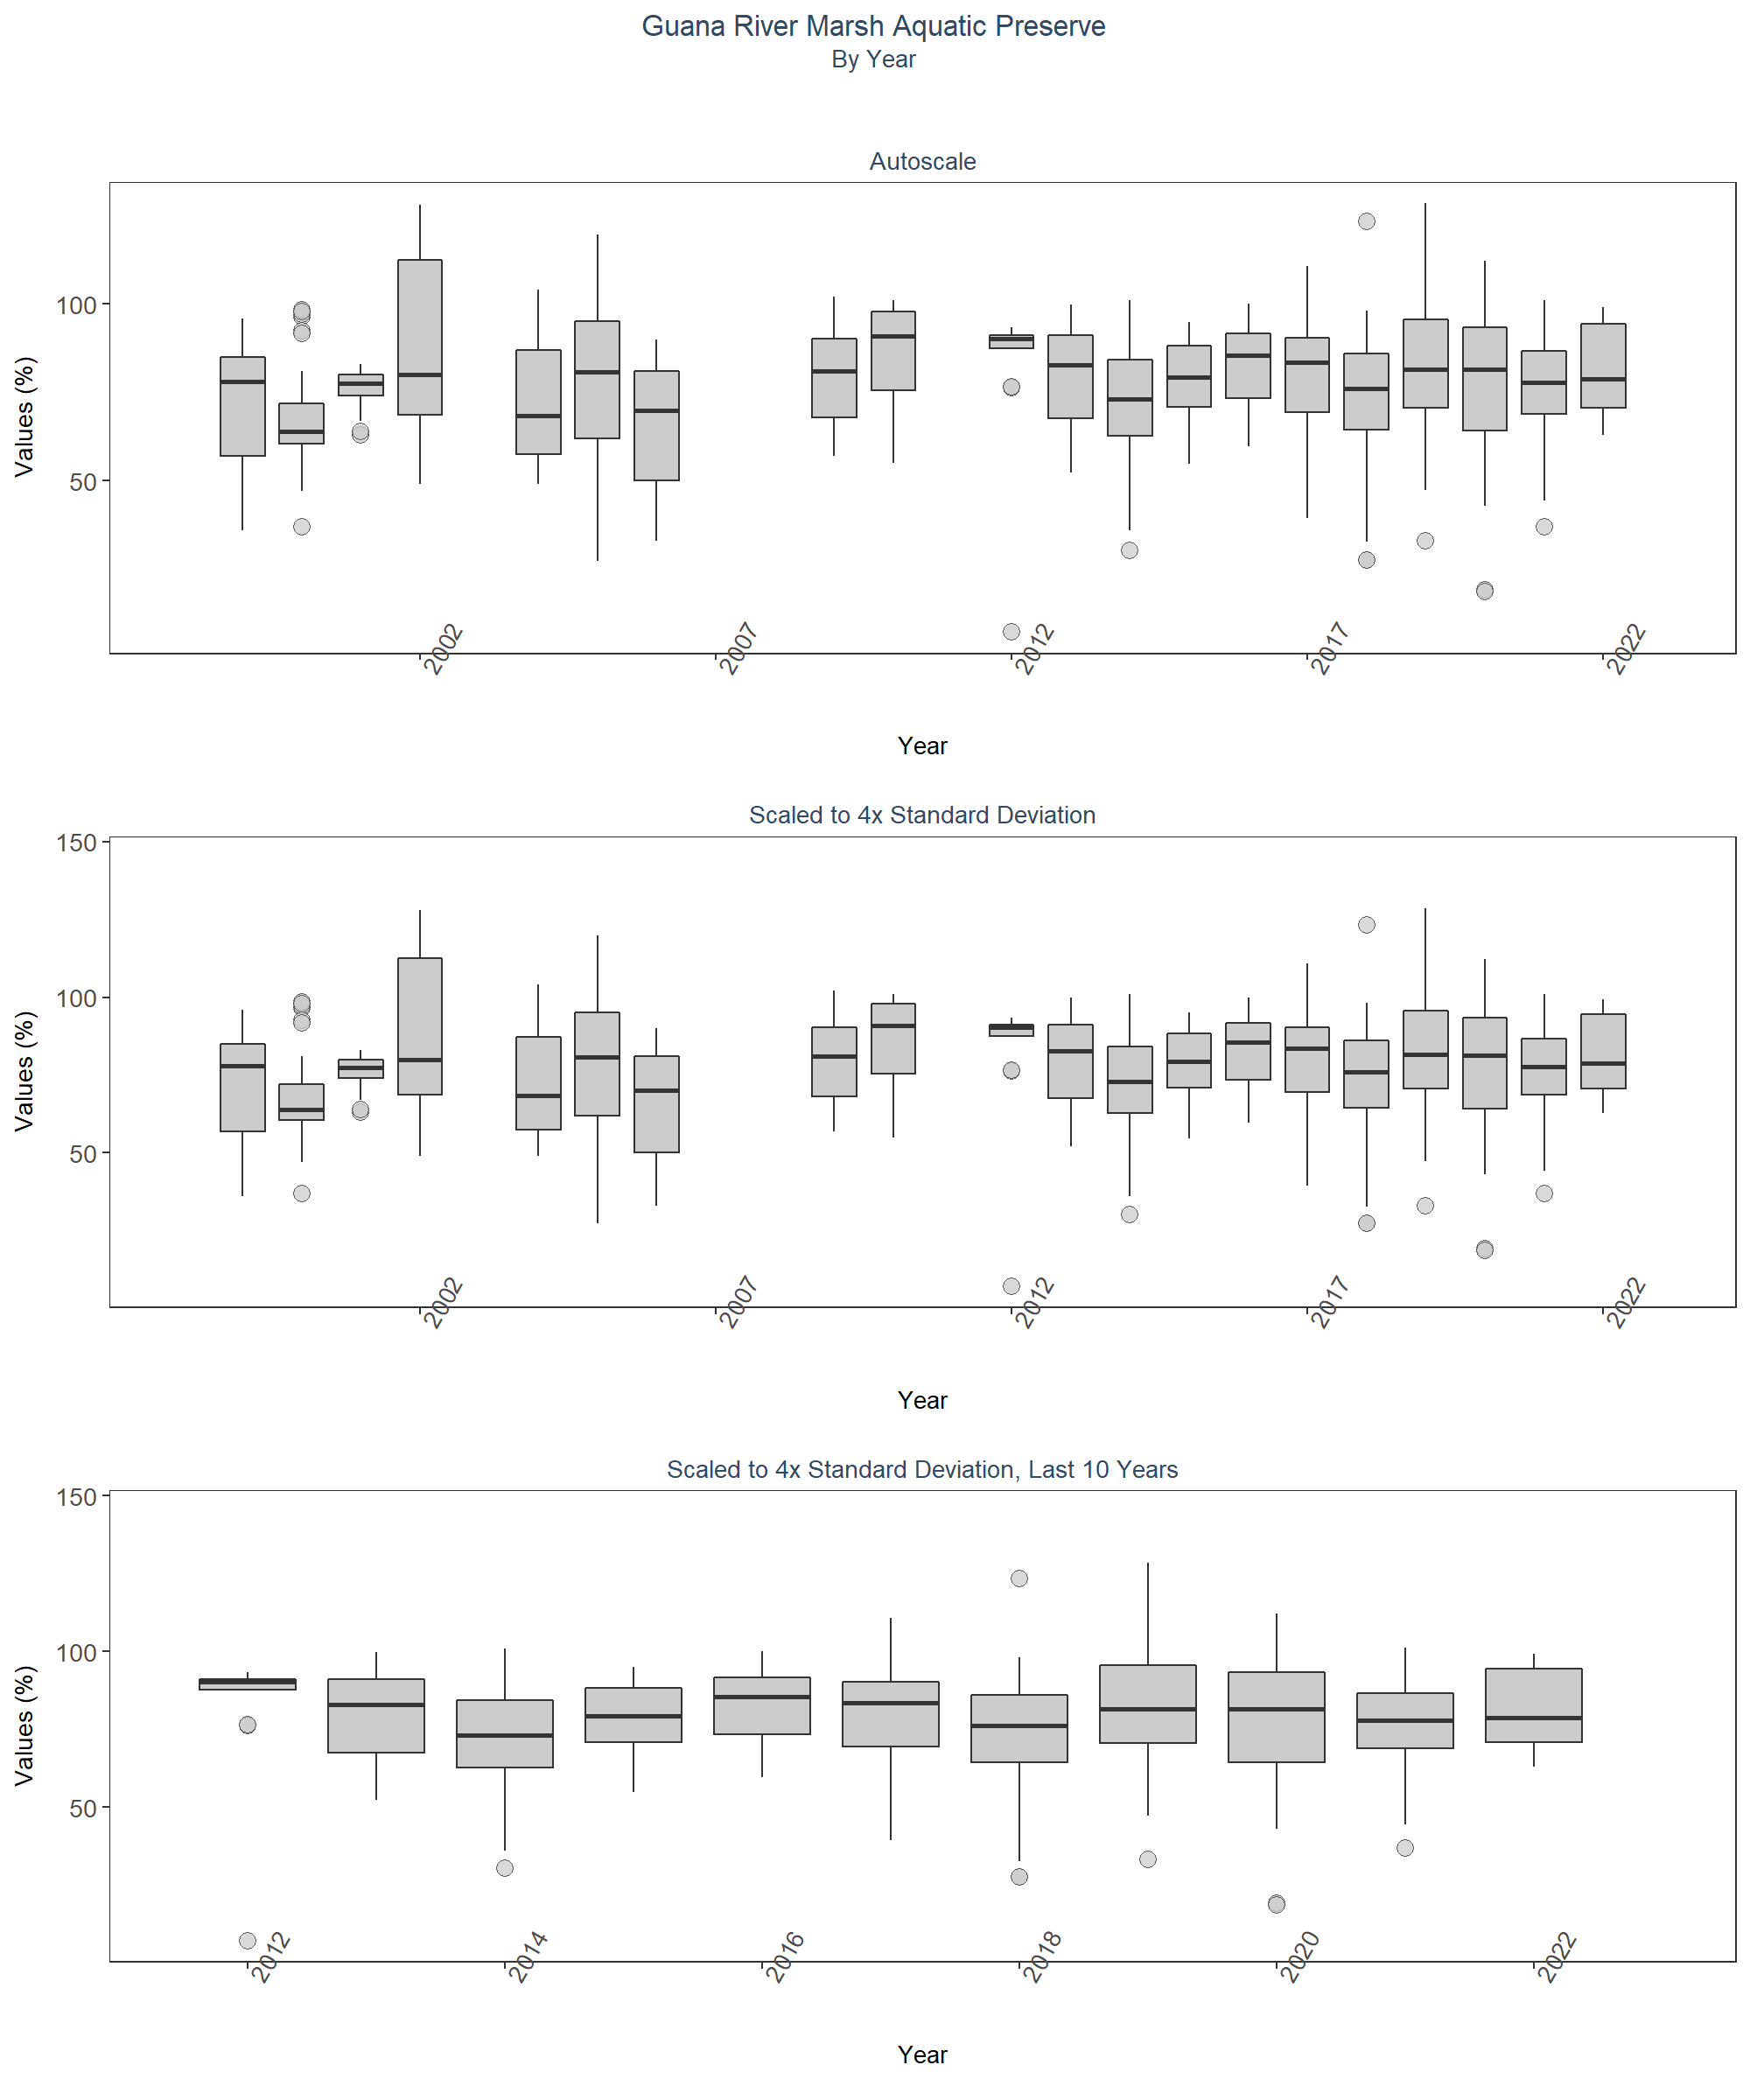 Guana River Marsh Aquatic Preserve
By Year
Autoscale
Values (%)
100
50
2002
2007
2012
2017
2022
Year
Scaled to 4x Standard Deviation
Values (%)
150
100
50
2002
2007
2012
2017
2022
Year
Scaled to 4x Standard Deviation, Last 10 Years
Values (%)
150
100
50
2012
2014
2016
2018
2020
2022
Year